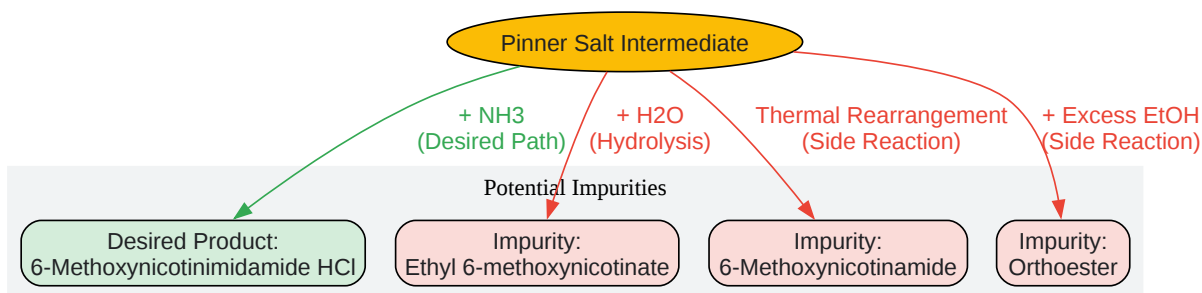 Pinner Salt Intermediate
+ NH3
(Desired Path)
+ H2O
(Hydrolysis)
Thermal Rearrangement
(Side Reaction)
+ Excess EtOH
(Side Reaction)
Potential Impurities
Desired Product:
6-Methoxynicotinimidamide HCl
Impurity:
Ethyl 6-methoxynicotinate
Impurity:
6-Methoxynicotinamide
Impurity:
Orthoester